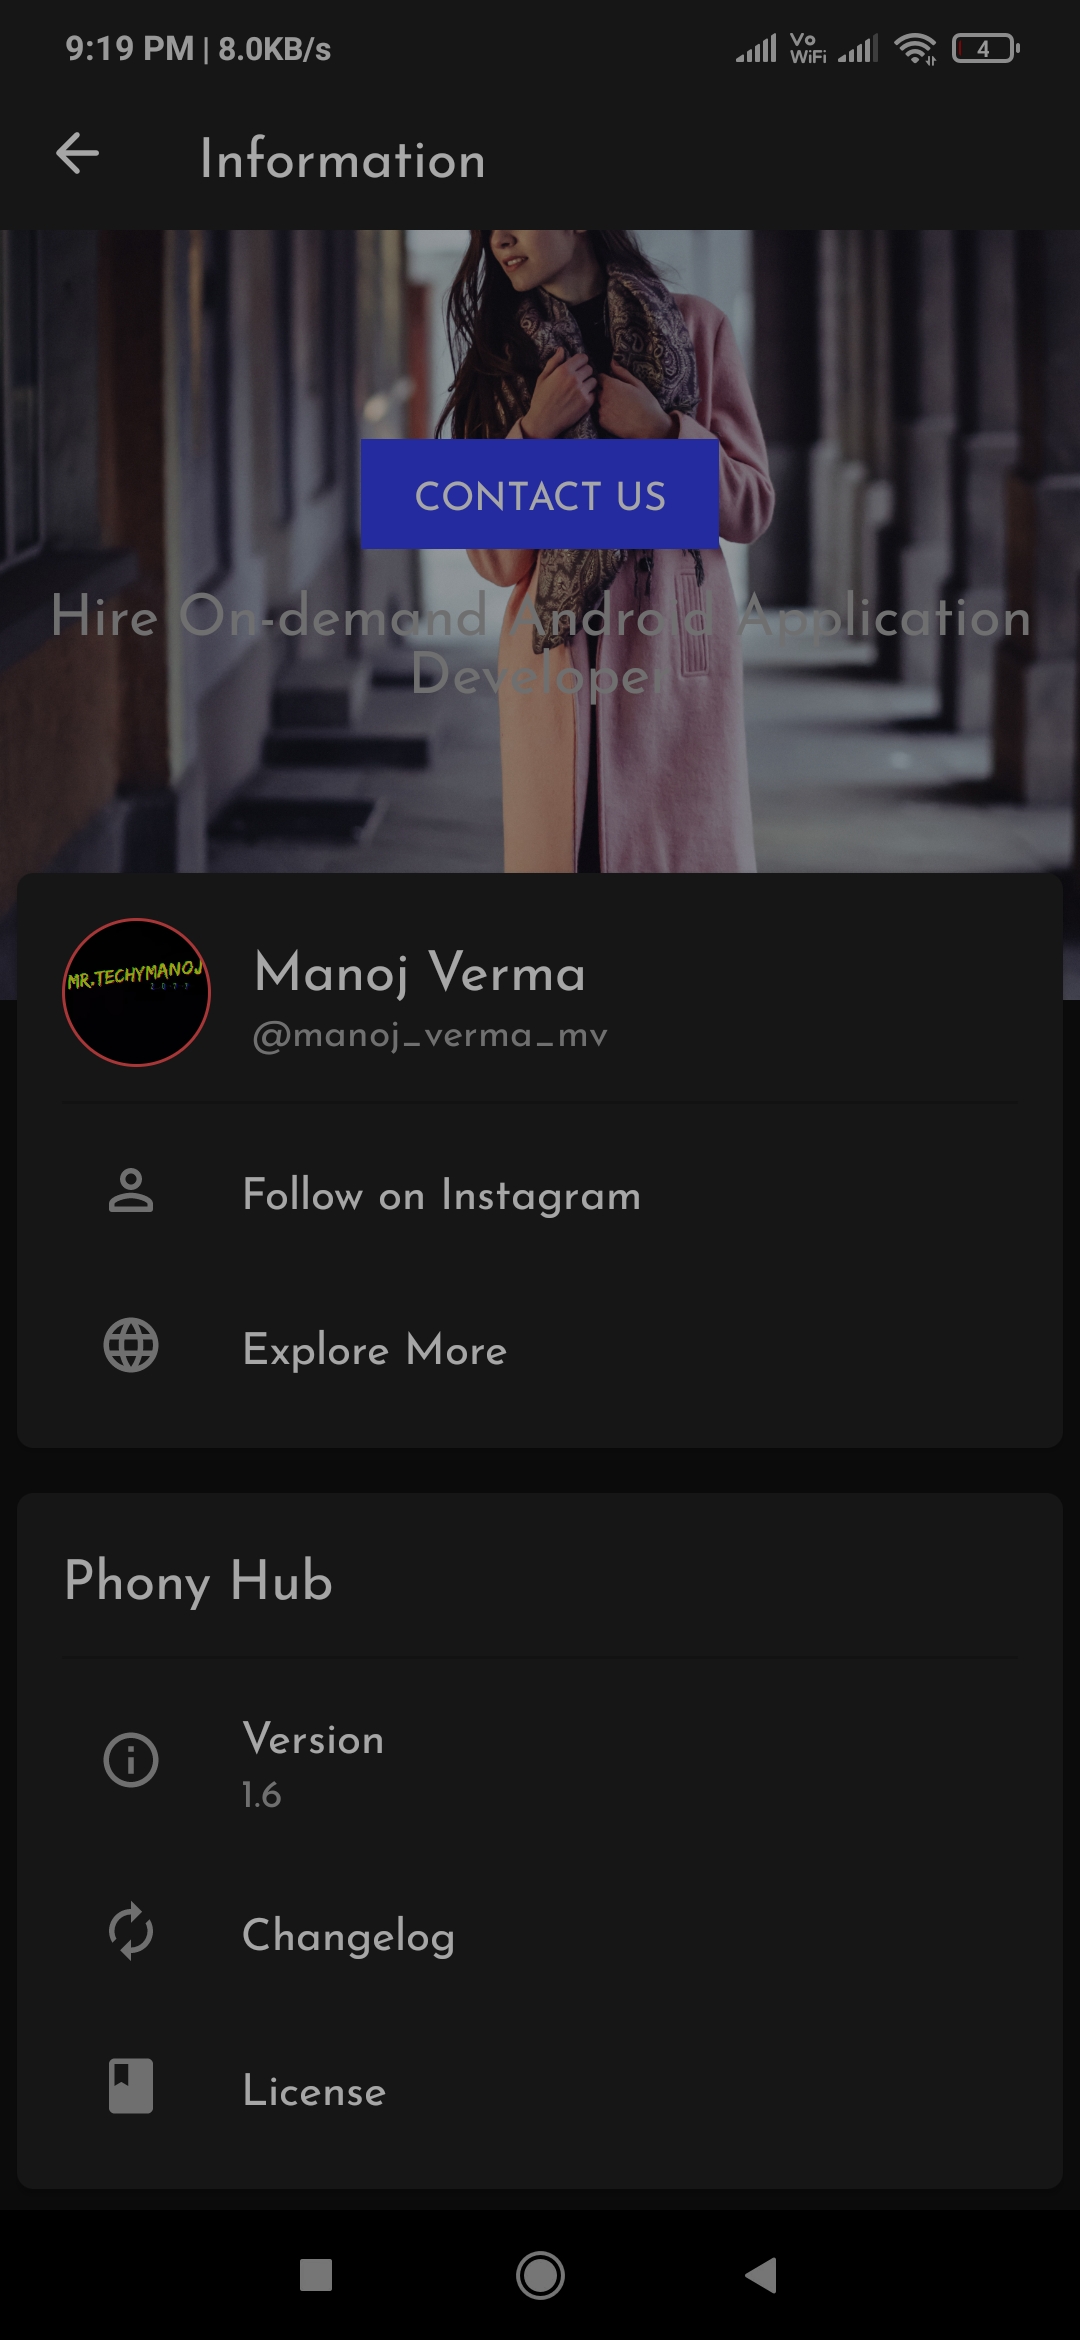 9:19 PM | 8.0KB/s
Vo
WiFi
4
Information
CONTACT US
Hire On-demand Android Application
Developer
MR.TECHYMANOJ
Manoj Verma
@manoj_verma_mv
Follow on Instagram
Explore More
Phony Hub
Version
1.6
Changelog
License